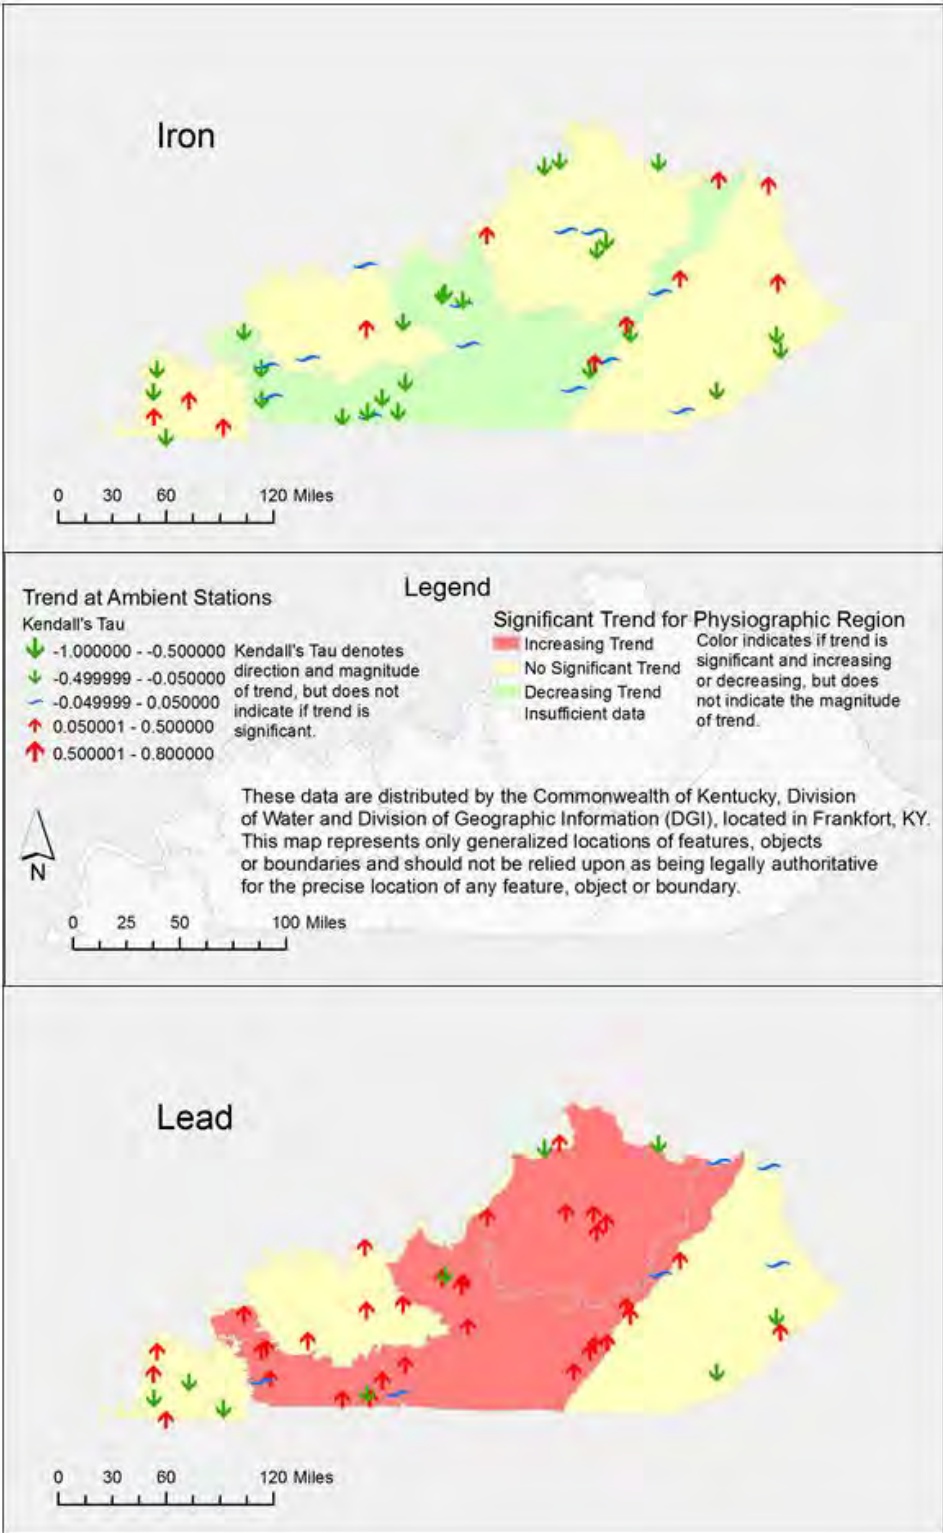 Iron
0 30 60 120 Miles
Legend
Trend at Ambient Stations
Kendall's Tau
-1.000000 - -0.500000
-0.499999 - -0.050000
-0.049999 - 0.050000
0.050001 - 0.500000
0.500001 - 0.800000
Kendall's Tau denotes
direction and magnitude
of trend, but does not
indicate if trend is
significant.
Significant Trend for Physiographic Region
Increasing Trend
No Significant Trend
Decreasing Trend
Insufficient data
Color indicates if trend is
significant and increasing
or decreasing, but does
not indicate the magnitude
of trend.
These data are distributed by the Commonwealth of Kentucky, Division
of Water and Division of Geographic Information (DGI), located in Frankfort, KY.
This map represents only generalized locations of features, objects
or boundaries and should not be relied upon as being legally authoritative
for the precise location of any feature, object or boundary.
N
0 25 50 100 Miles
Lead
0 30 60 120 Miles